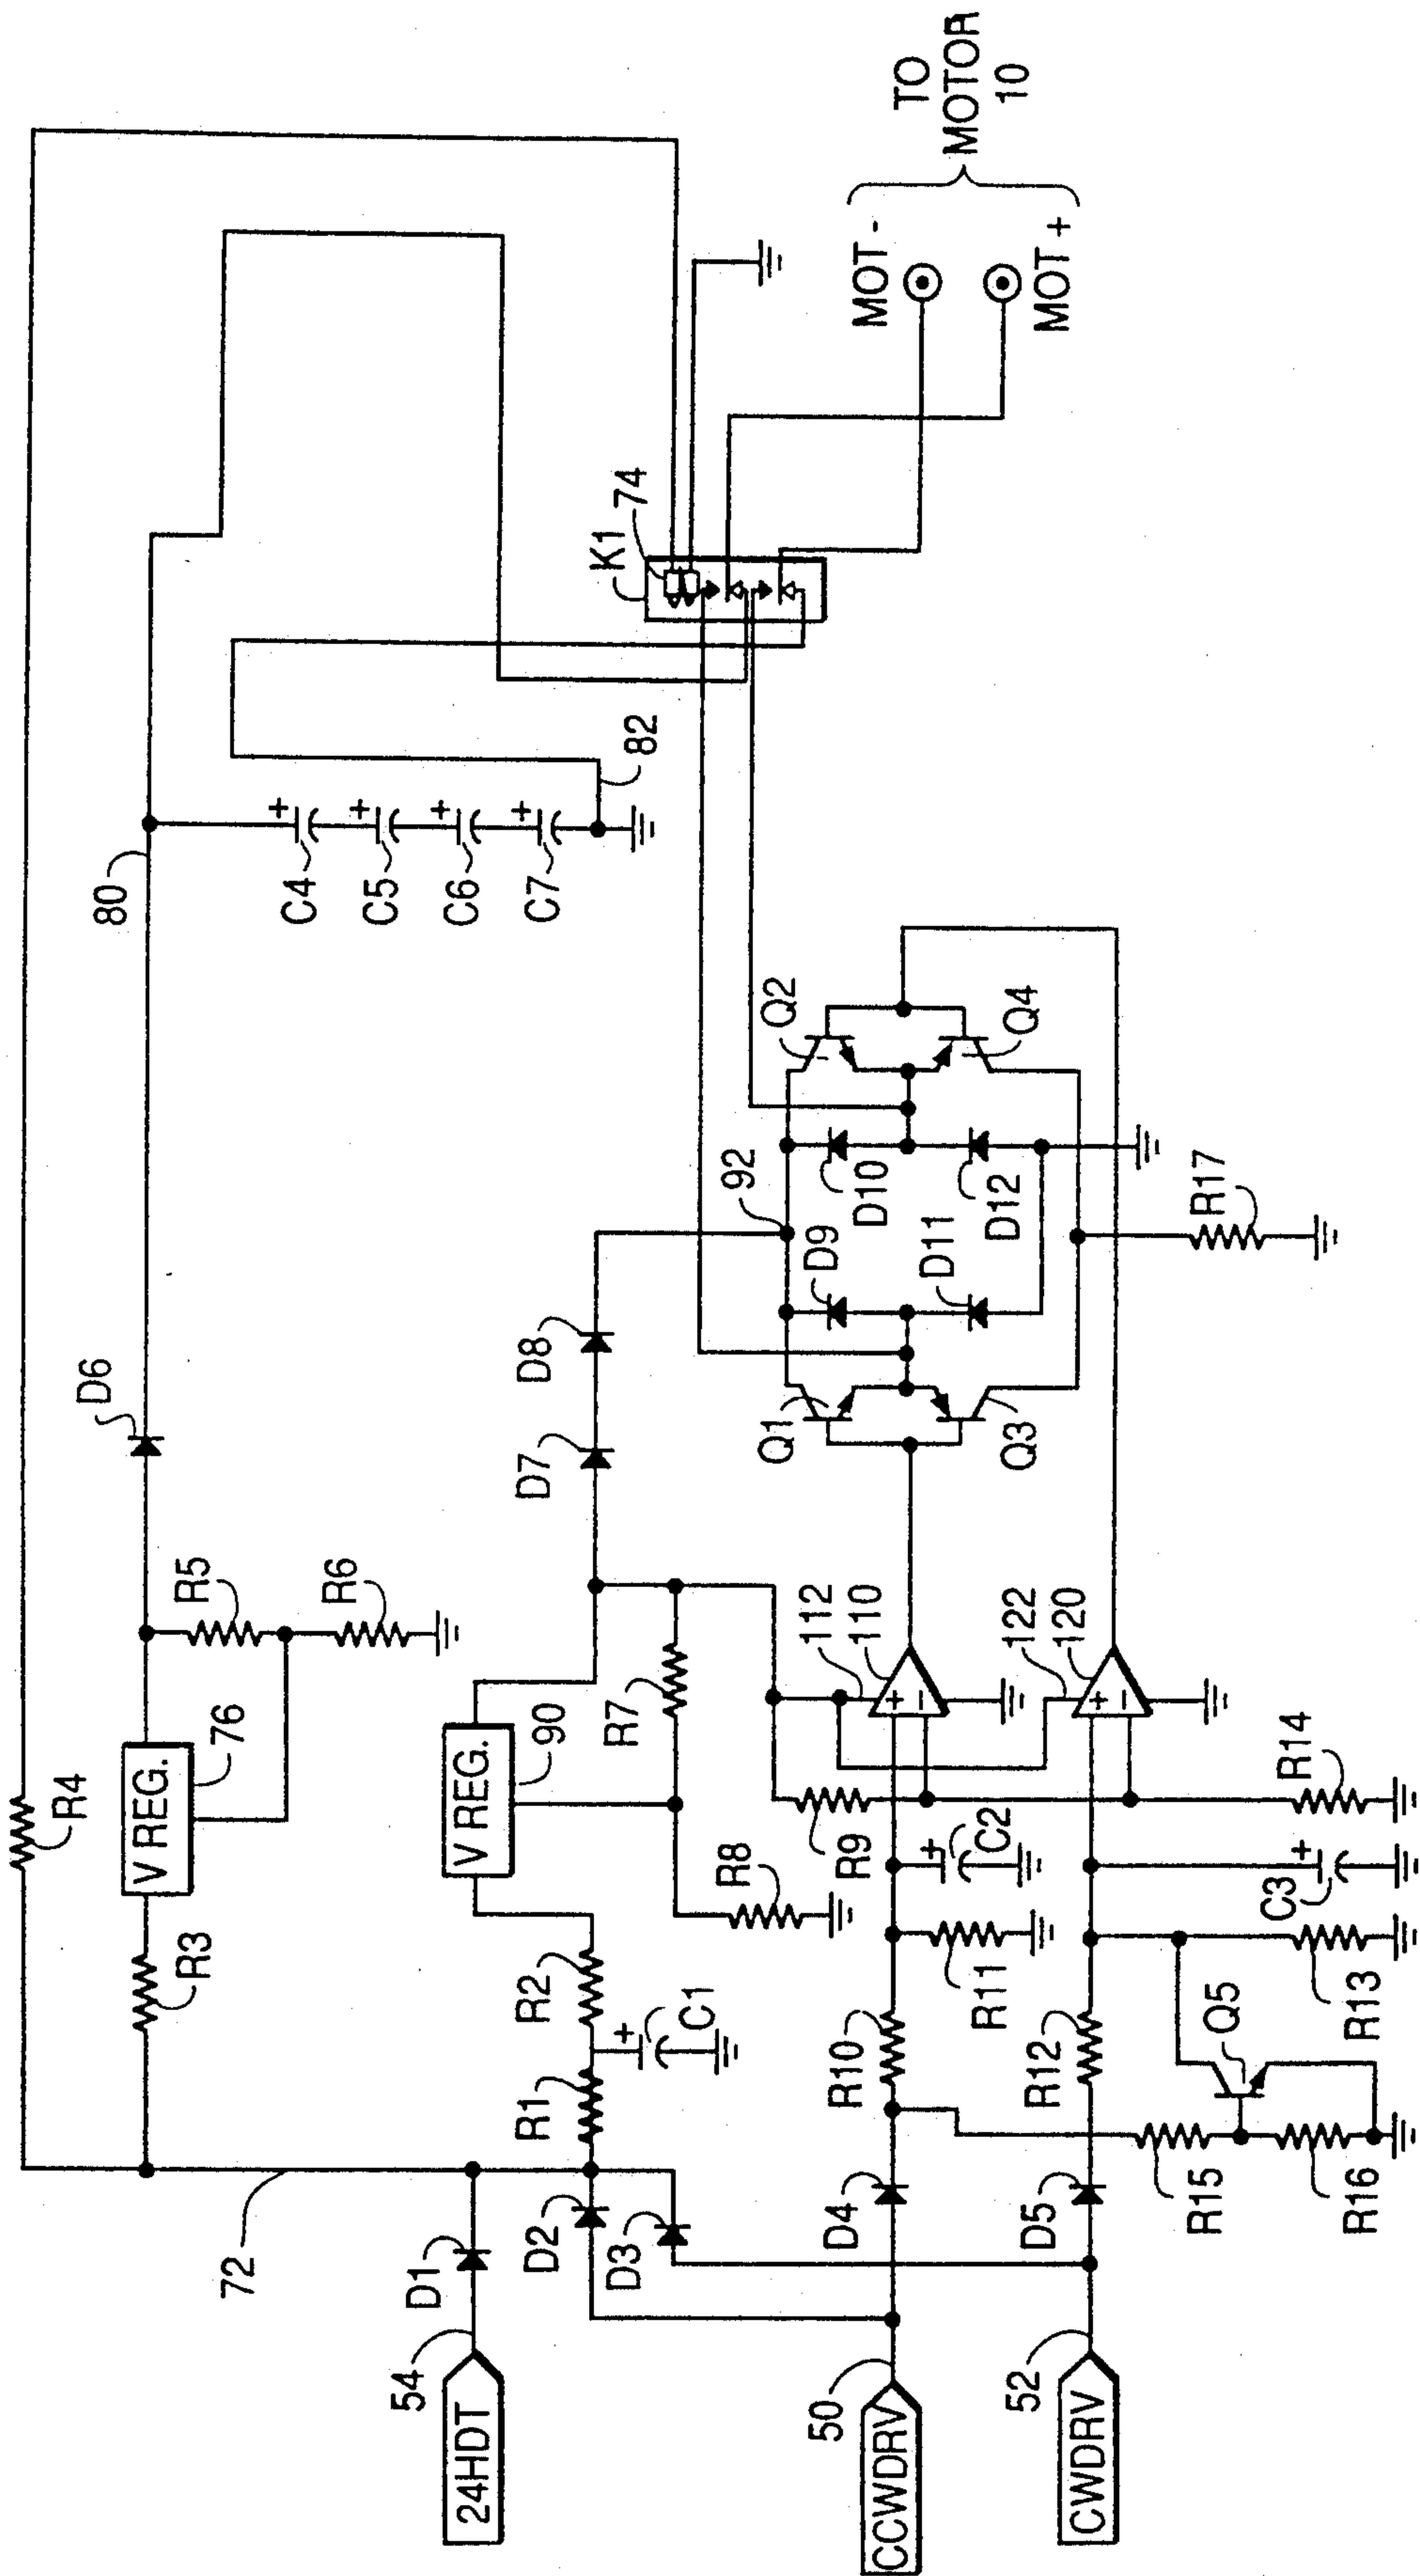 R4
D6
80
TO
MOTOR
10
MOT -
MOT +
V REG.
76
R3
R5
R6
C4
C5
C6
C7
82
K1
74
72
24HDT
54
D1
D2
D3
R1
R2
C1
V REG.
90
R7
R8
D7
D8
92
Q1
Q2
Q3
Q4
D9
D10
D11
D12
R17
CCWDRV
50
D4
R10
R11
C2
R9
112
110
+
−
CWDRV
52
D5
R12
122
120
+
−
R15
R16
Q5
R13
C3
R14
+
+
+
+
+
+
+